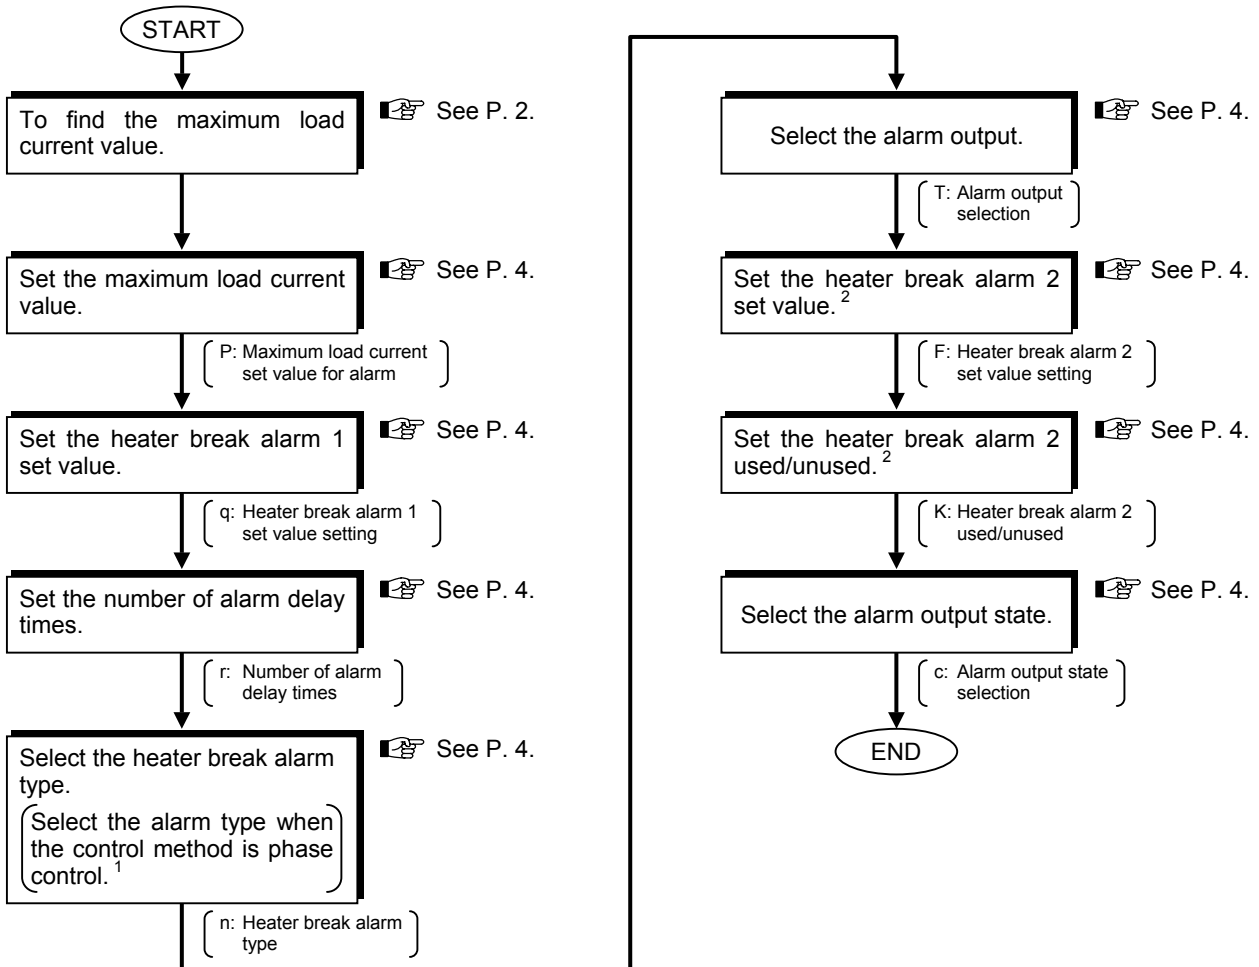 START
To find the maximum load
current value.
See P. 2.
Set the maximum load current
value.
See P. 4.
P: Maximum load current
set value for alarm
Set the heater break alarm 1
set value.
See P. 4.
q: Heater break alarm 1
set value setting
Set the number of alarm delay
times.
See P. 4.
r: Number of alarm
delay times
Select the heater break alarm
type.
Select the alarm type when
the control method is phase
control. 1
See P. 4.
n: Heater break alarm
type
Select the alarm output.
See P. 4.
T: Alarm output
selection
Set the heater break alarm 2
set value. 2
See P. 4.
F: Heater break alarm 2
set value setting
Set the heater break alarm 2
used/unused. 2
See P. 4.
K: Heater break alarm 2
used/unused
Select the alarm output state.
See P. 4.
c: Alarm output state
selection
END